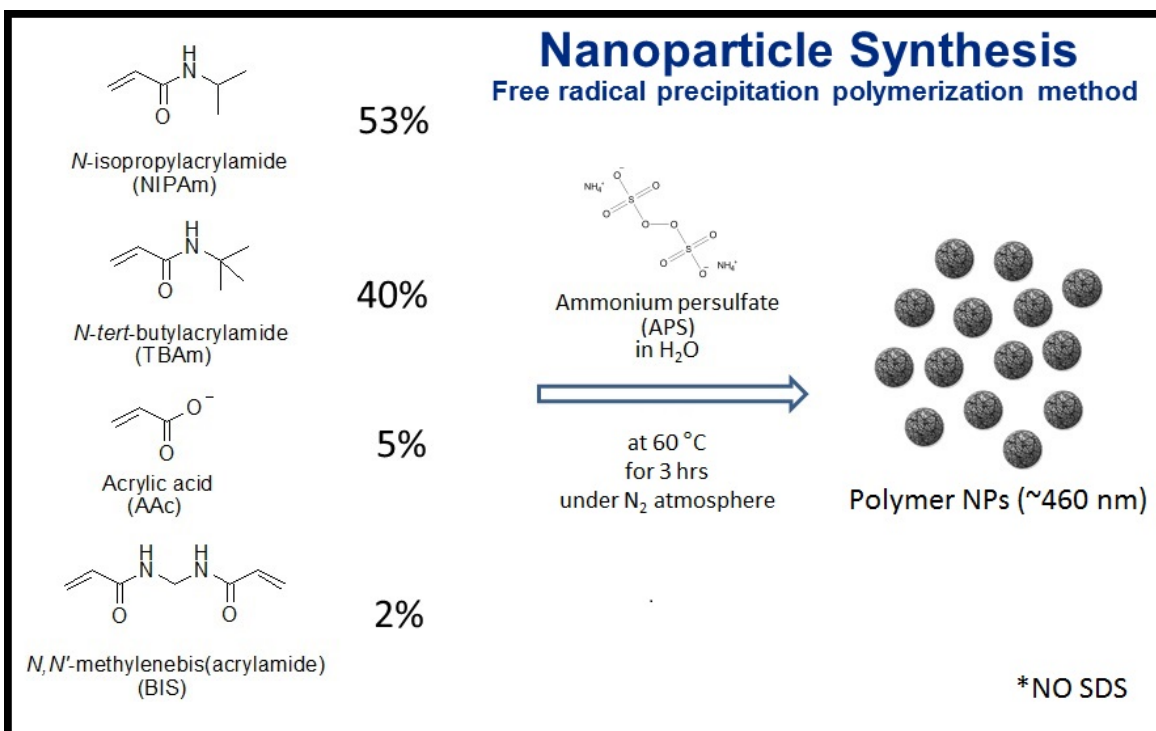 Nanoparticle Synthesis
Free radical precipitation polymerization method
H
N
O
53%
N-isopropylacrylamide
(NIPAm)
H
N
O
40%
N-tert-butylacrylamide
(TBAm)
O⁻
O
5%
Acrylic acid
(AAc)
H H
N N
O O
2%
N,N'-methylenebis(acrylamide)
(BIS)
O⁻
NH₄⁺ O
S
O
O O
O
S
O NH₄⁺
O⁻
Ammonium persulfate
(APS)
in H₂O
at 60 °C
for 3 hrs
under N₂ atmosphere
Polymer NPs (~460 nm)
*NO SDS